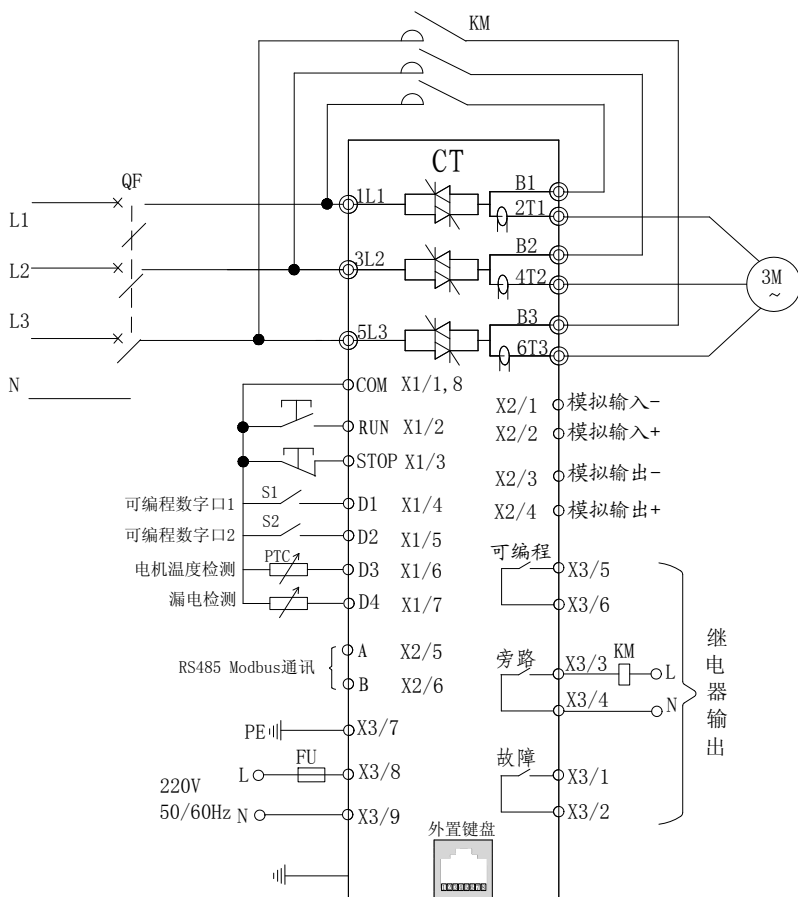 KM
CT
QF
L1
1L1
B1
2T1
L2
3L2
B2
4T2
3M
~
L3
5L3
B3
6T3
N
COM X1/1,8
RUN X1/2
STOP X1/3
可编程数字口1 S1 D1 X1/4
可编程数字口2 S2 D2 X1/5
电机温度检测 PTC D3 X1/6
漏电检测 D4 X1/7
RS485 Modbus通讯
A X2/5
B X2/6
PE X3/7
220V
50/60Hz
L FU X3/8
N X3/9
X2/1 模拟输入-
X2/2 模拟输入+
X2/3 模拟输出-
X2/4 模拟输出+
可编程
X3/5
X3/6
旁路
X3/3 KM L
X3/4 N
故障
X3/1
X3/2
继电器输出
外置键盘